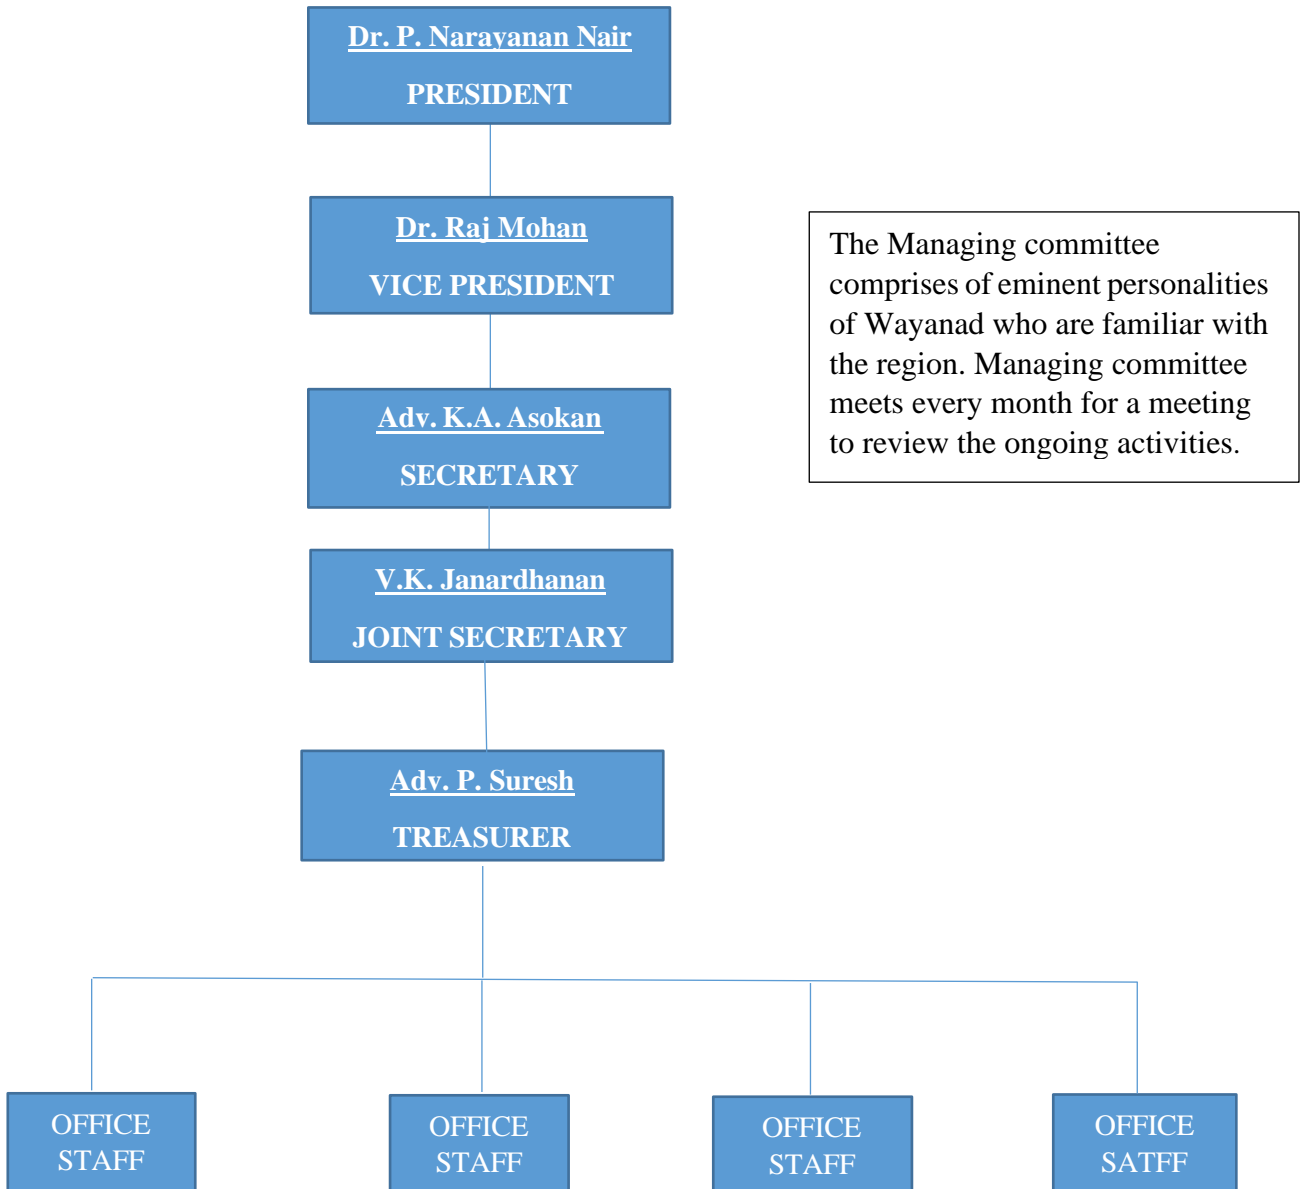 Dr. P. Narayanan Nair
PRESIDENT
Dr. Raj Mohan
VICE PRESIDENT
The Managing committee
comprises of eminent personalities
of Wayanad who are familiar with
the region. Managing committee
meets every month for a meeting
to review the ongoing activities.
Adv. K.A. Asokan
SECRETARY
V.K. Janardhanan
JOINT SECRETARY
Adv. P. Suresh
TREASURER
OFFICE
STAFF
OFFICE
STAFF
OFFICE
STAFF
OFFICE
SATFF